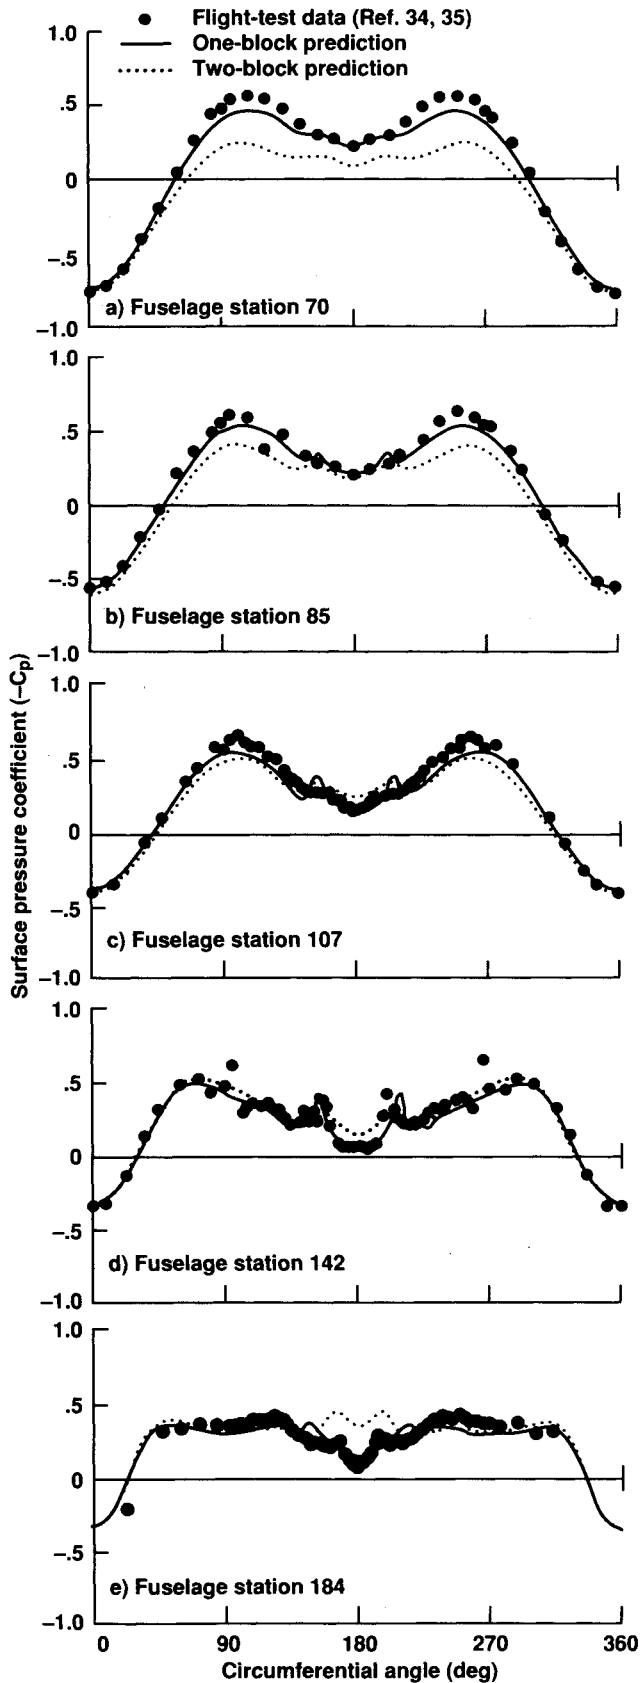 Flight-test data (Ref. 34, 35)
One-block prediction
Two-block prediction
1.0
.5
0
–.5
–1.0
a) Fuselage station 70
1.0
.5
0
–.5
–1.0
b) Fuselage station 85
1.0
.5
0
–.5
–1.0
c) Fuselage station 107
Surface pressure coefficient (–Cp)
1.0
.5
0
–.5
–1.0
d) Fuselage station 142
1.0
.5
0
–.5
–1.0
e) Fuselage station 184
0 90 180 270 360
Circumferential angle (deg)